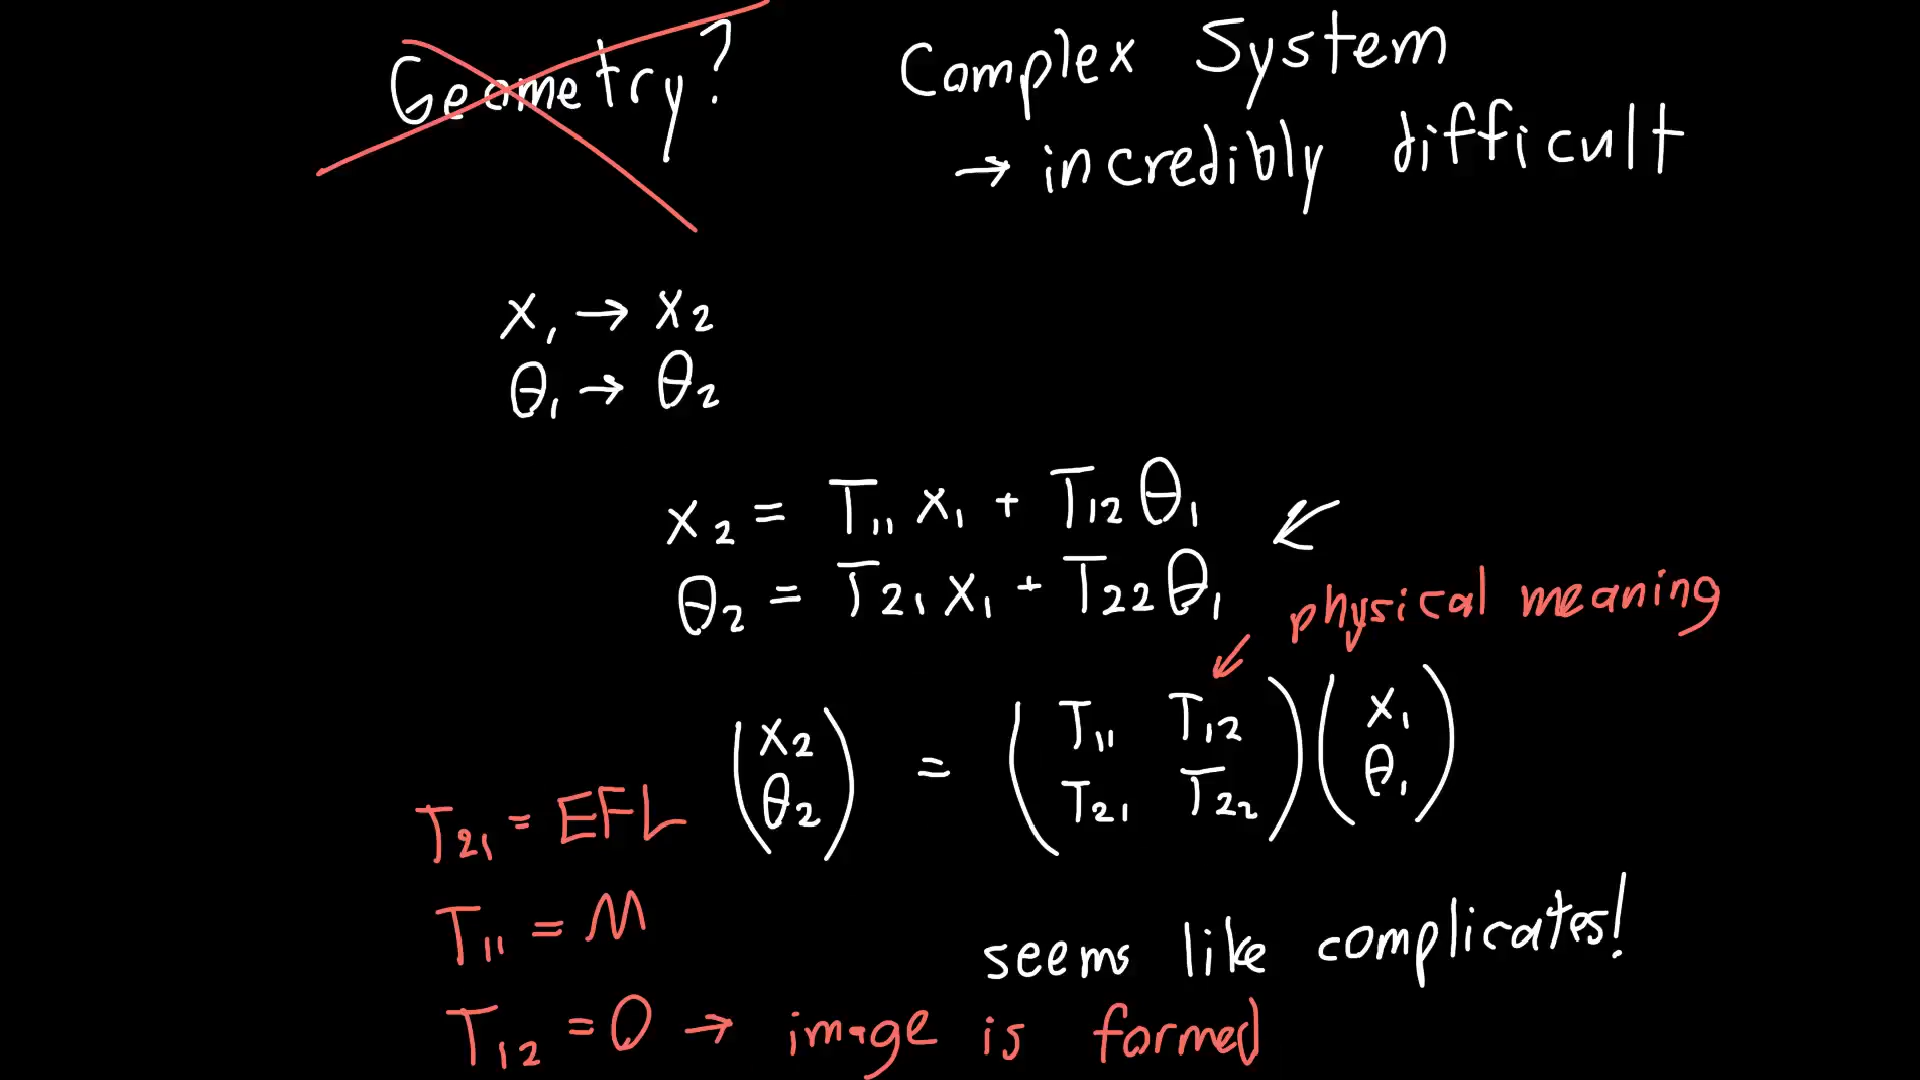 Geometry?
Complex System
→ incredibly difficult
x₁ → x₂
θ₁ → θ₂
x₂ = T₁₁ x₁ + T₁₂ θ₁
θ₂ = T₂₁ x₁ + T₂₂ θ₁
physical meaning
(x₂ θ₂) = (T₁₁ T₁₂ T₂₁ T₂₂)(x₁ θ₁)
T₂₁ = EFL
T₁₁ = M
seems like complicates!
T₁₂ = 0 → image is formed